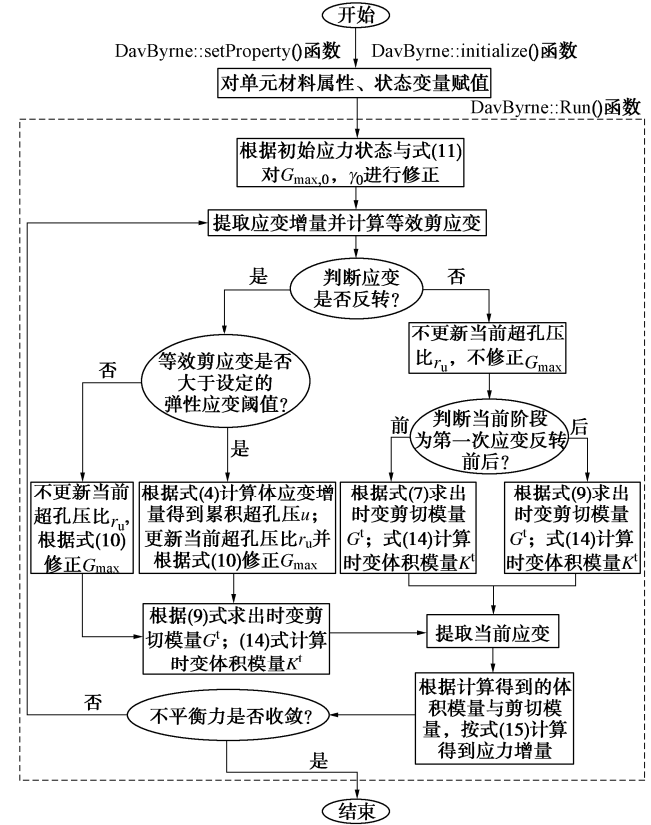 开始
DavByrne::setProperty()函数
DavByrne::initialize()函数
对单元材料属性、状态变量赋值
DavByrne::Run()函数
根据初始应力状态与式(11)
对Gmax,0，γ0进行修正
提取应变增量并计算等效剪应变
判断应变
是否反转？
是
否
等效剪应变是否
大于设定的
弹性应变阈值？
否
是
不更新当前超孔压
比ru，不修正Gmax
判断当前阶段
为第一次应变反转
前后？
前
后
不更新当前
超孔压比ru,
根据式(10)
修正Gmax
根据式(4)计算体应变增
量得到累积超孔压u；
更新当前超孔压比ru并
根据式(10)修正Gmax
根据式(7)求出
时变剪切模量
Gt；式(14)计算
时变体积模量Kt
根据式(9)求出
时变剪切模量
Gt；式(14)计算
时变体积模量Kt
根据(9)式求出时变剪
切模量Gt；(14)式计算
时变体积模量Kt
提取当前应变
根据计算得到的体
积模量与剪切模
量，按式(15)计算
得到应力增量
不平衡力是否收敛？
否
是
结束